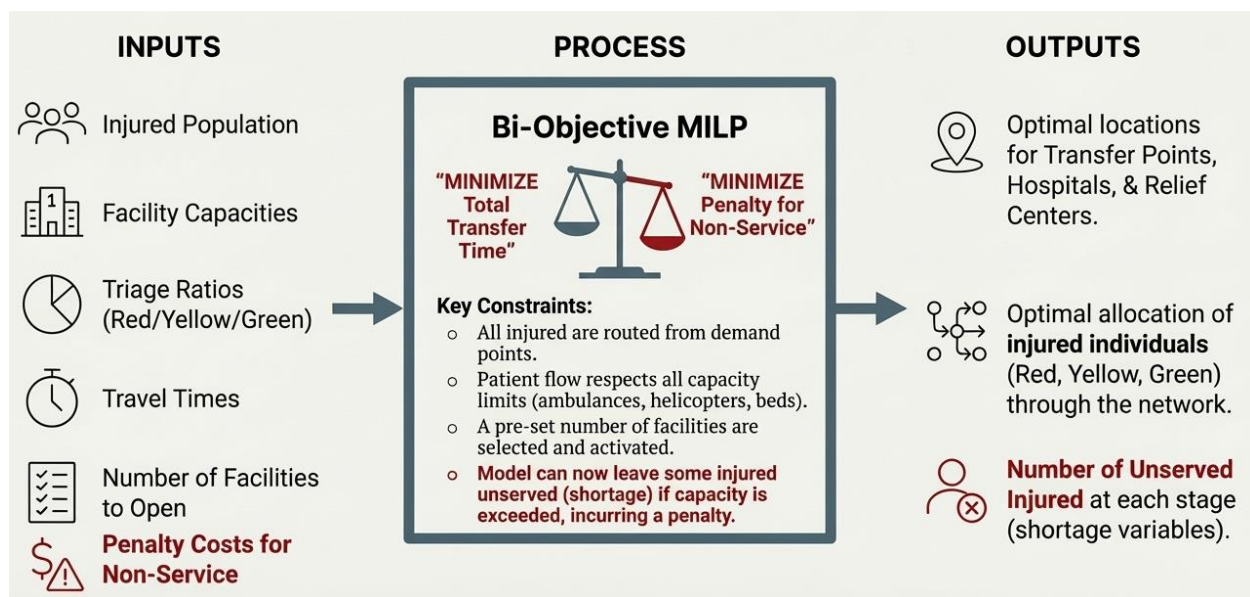 INPUTS
Injured Population
1
Facility Capacities
Triage Ratios
(Red/Yellow/Green)
Travel Times
Number of Facilities
to Open
$
!
Penalty Costs for
Non-Service
PROCESS
Bi-Objective MILP
“MINIMIZE
Total
Transfer
Time”
“MINIMIZE
Penalty for
Non-Service”
Key Constraints:
○ All injured are routed from demand
points.
○ Patient flow respects all capacity
limits (ambulances, helicopters, beds).
○ A pre-set number of facilities are
selected and activated.
○ Model can now leave some injured
unserved (shortage) if capacity is
exceeded, incurring a penalty.
OUTPUTS
Optimal locations
for Transfer Points,
Hospitals, & Relief
Centers.
Optimal allocation of
injured individuals
(Red, Yellow, Green)
through the network.
Number of Unserved
Injured at each stage
(shortage variables).